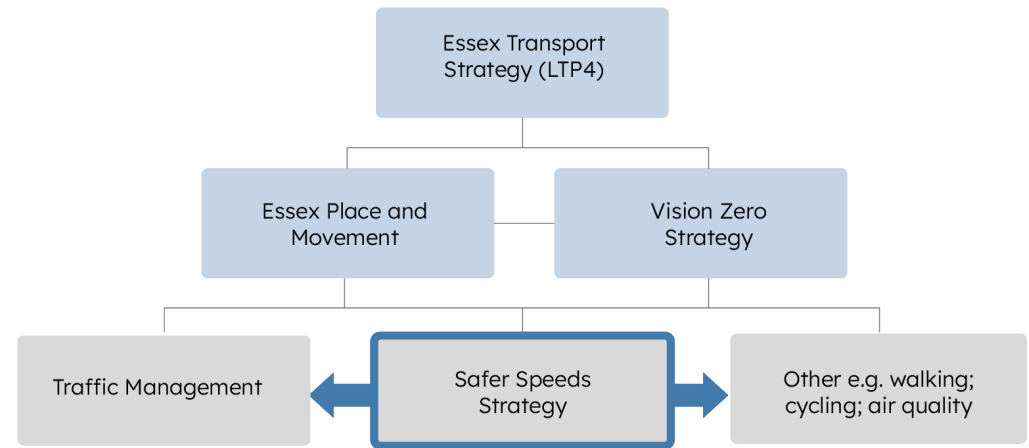 Essex Transport
Strategy (LTP4)
Essex Place and
Movement
Vision Zero
Strategy
Traffic Management
Safer Speeds
Strategy
Other e.g. walking;
cycling; air quality